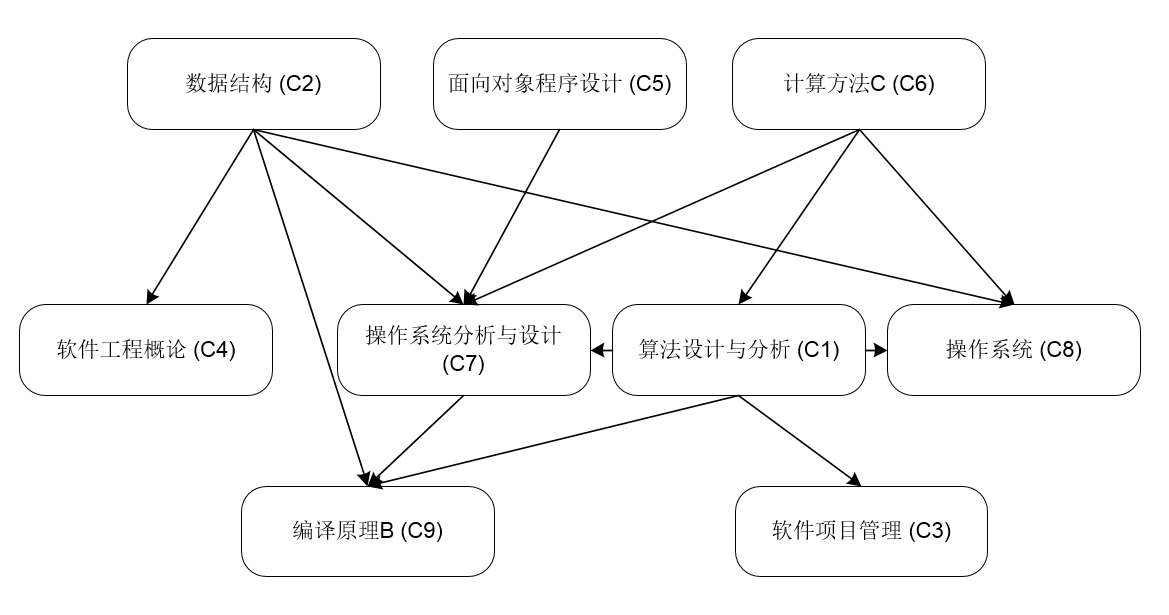 数据结构 (C2)
面向对象程序设计 (C5)
计算方法C (C6)
软件工程概论 (C4)
操作系统分析与设计
(C7)
算法设计与分析 (C1)
操作系统 (C8)
编译原理B (C9)
软件项目管理 (C3)